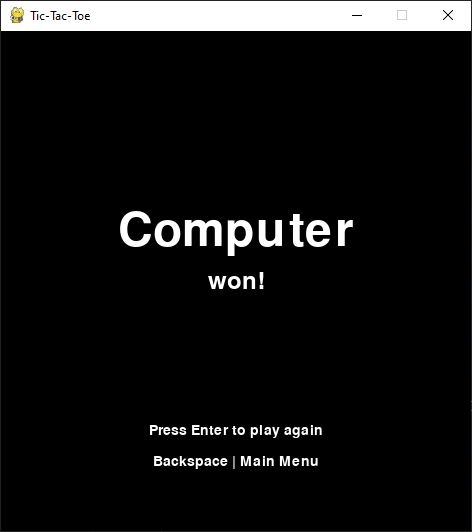 Tic-Tac-Toe
Computer
won!
Press Enter to play again
Backspace | Main Menu